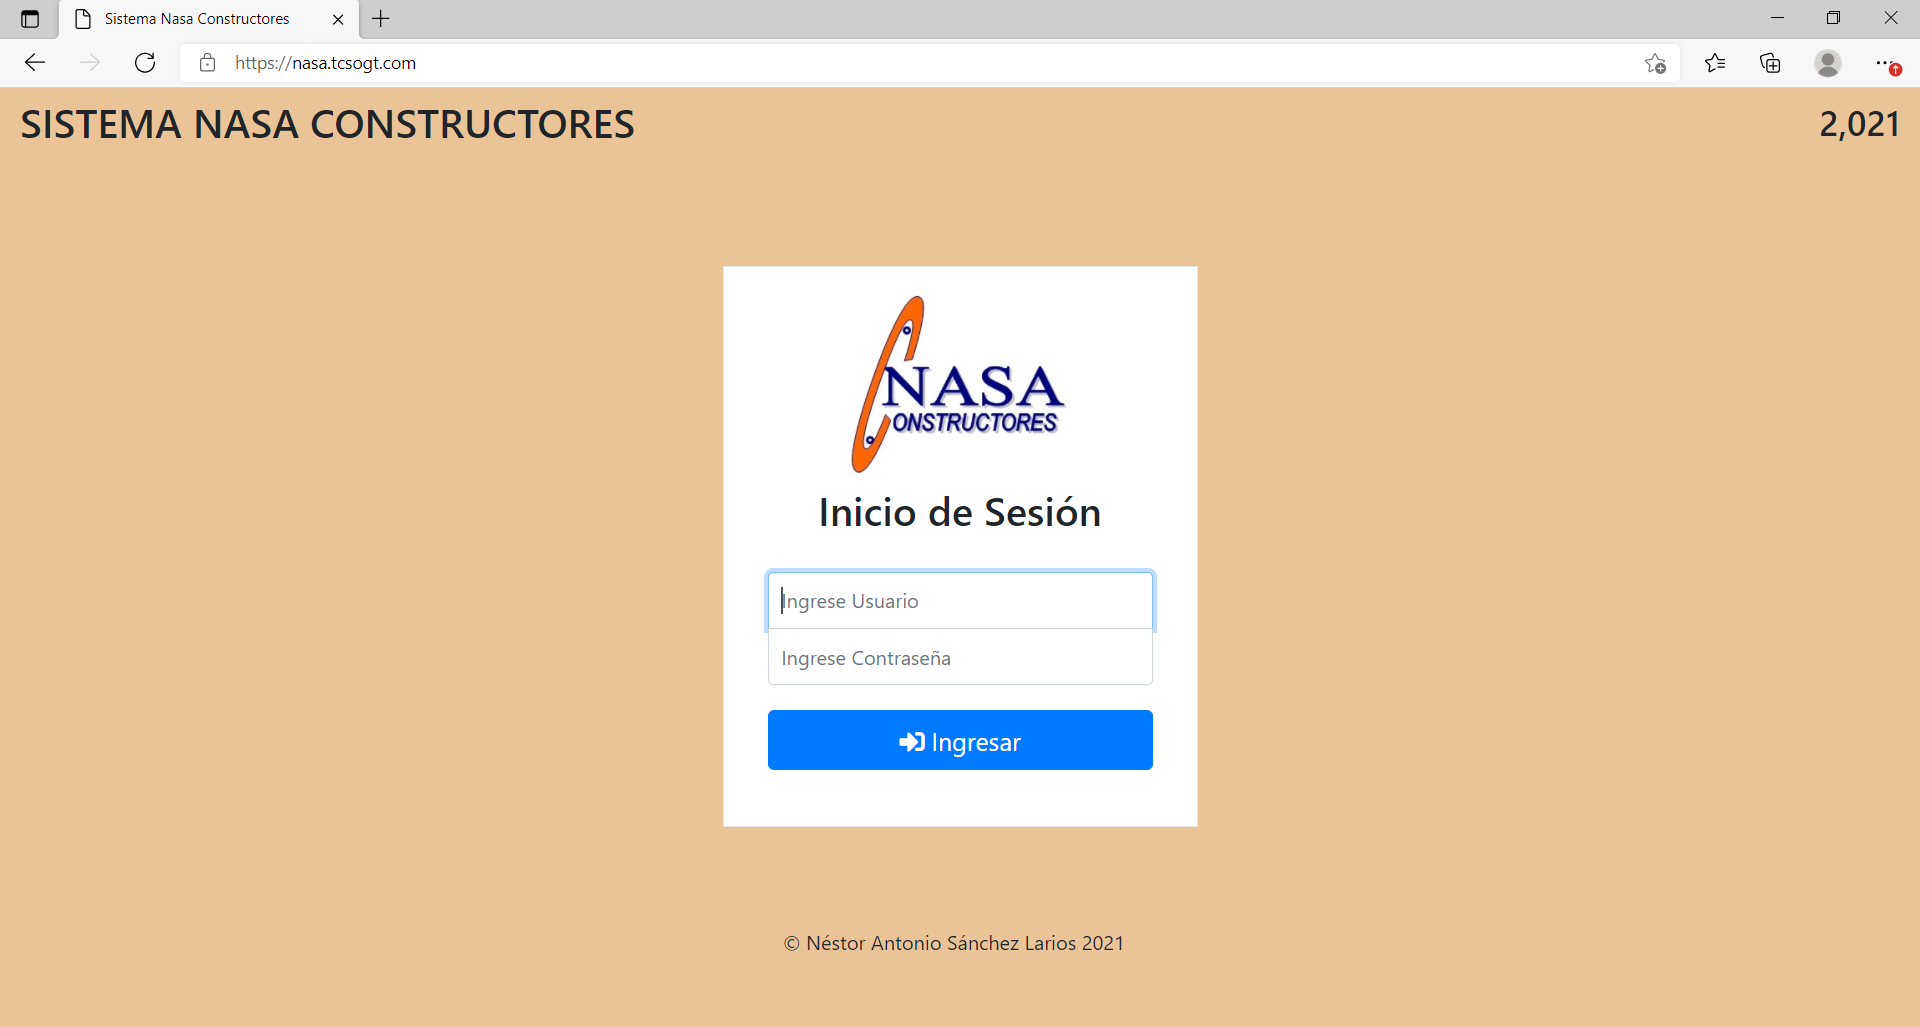 Sistema Nasa Constructores
https://nasa.tcsogt.com
SISTEMA NASA CONSTRUCTORES
2,021
NASA
CONSTRUCTORES
Inicio de Sesión
Ingrese Usuario
Ingrese Contraseña
Ingresar
© Néstor Antonio Sánchez Larios 2021